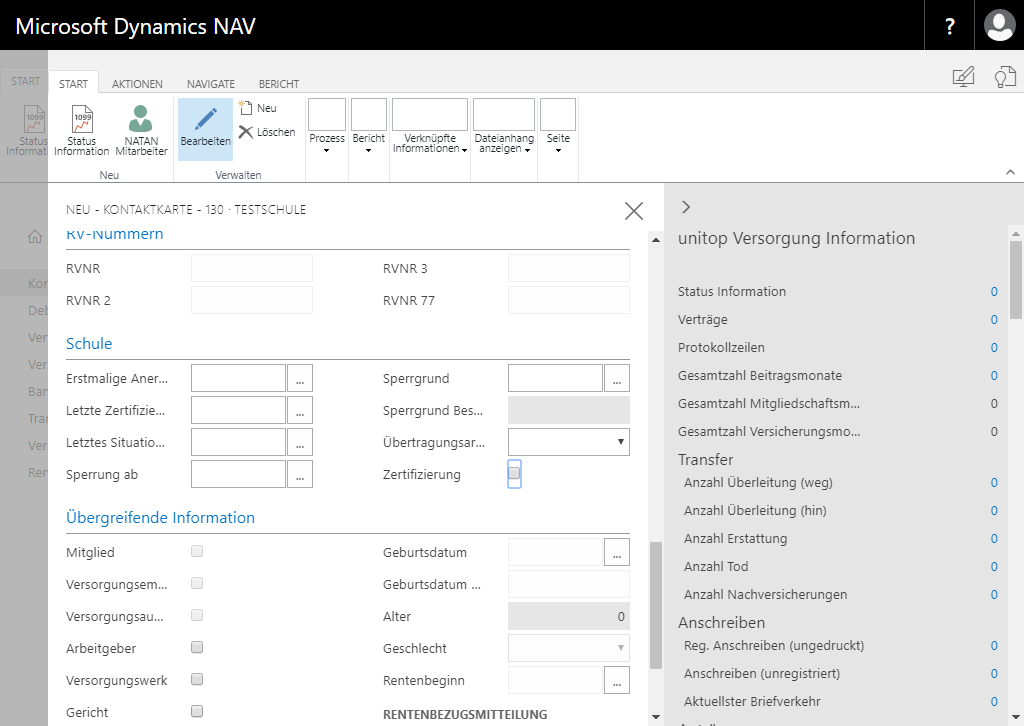 Microsoft Dynamics NAV
?
START
START
AKTIONEN
NAVIGATE
BERICHT
Status
Informat
Status
Information
NATAN
Mitarbeiter
Neu
Bearbeiten
Neu
Löschen
Verwalten
Prozess
Bericht
Verknüpfte
Informationen
Dateianhang
anzeigen
Seite
NEU - KONTAKTKARTE - 130 · TESTSCHULE
Kon
Deb
Ver
Ver
Ban
Tra
Ver
Ren
RV-Nummern
RVNR
RVNR 3
RVNR 2
RVNR 77
Schule
Erstmalige Aner...
...
Sperrgrund
...
Letzte Zertifizie...
...
Sperrgrund Bes...
Letztes Situatio...
...
Übertragungsar...
Sperrung ab
...
Zertifizierung
Übergreifende Information
Mitglied
Geburtsdatum
...
Versorgungsem...
Geburtsdatum ...
Versorgungsau...
Alter
0
Arbeitgeber
Geschlecht
Versorgungswerk
Rentenbeginn
...
Gericht
RENTENBEZUGSMITTEILUNG
unitop Versorgung Information
Status Information 0
Verträge 0
Protokollzeilen 0
Gesamtzahl Beitragsmonate 0
Gesamtzahl Mitgliedschaftsm... 0
Gesamtzahl Versicherungsmo... 0
Transfer
Anzahl Überleitung (weg) 0
Anzahl Überleitung (hin) 0
Anzahl Erstattung 0
Anzahl Tod 0
Anzahl Nachversicherungen 0
Anschreiben
Reg. Anschreiben (ungedruckt) 0
Anschreiben (unregistriert) 0
Aktuellster Briefverkehr 0